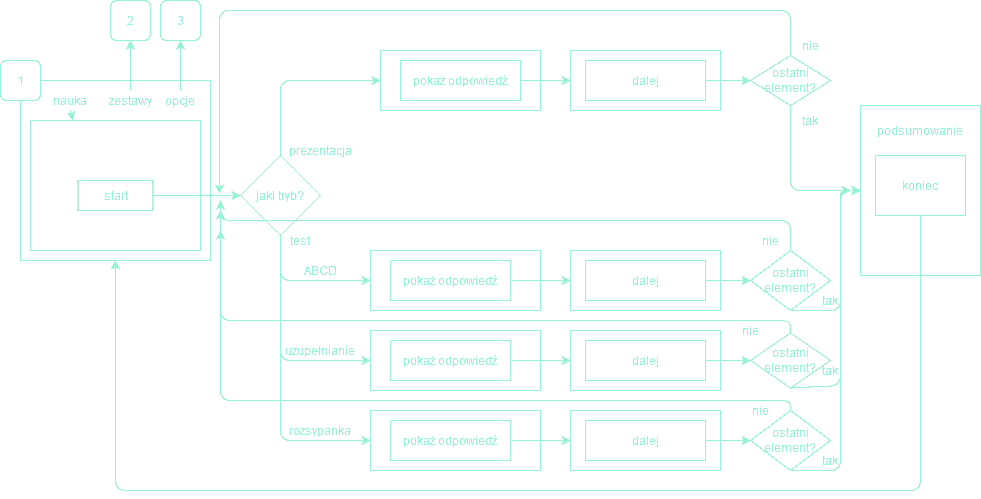 2
3
1
nauka
zestawy
opcje
start
jaki tryb?
prezentacja
pokaż odpowiedź
dalej
ostatni
element?
nie
tak
podsumowanie
koniec
test
ABCD
pokaż odpowiedź
dalej
nie
ostatni
element?
tak
uzupełnianie
pokaż odpowiedź
dalej
nie
ostatni
element?
tak
rozsypanka
pokaż odpowiedź
dalej
nie
ostatni
element?
tak